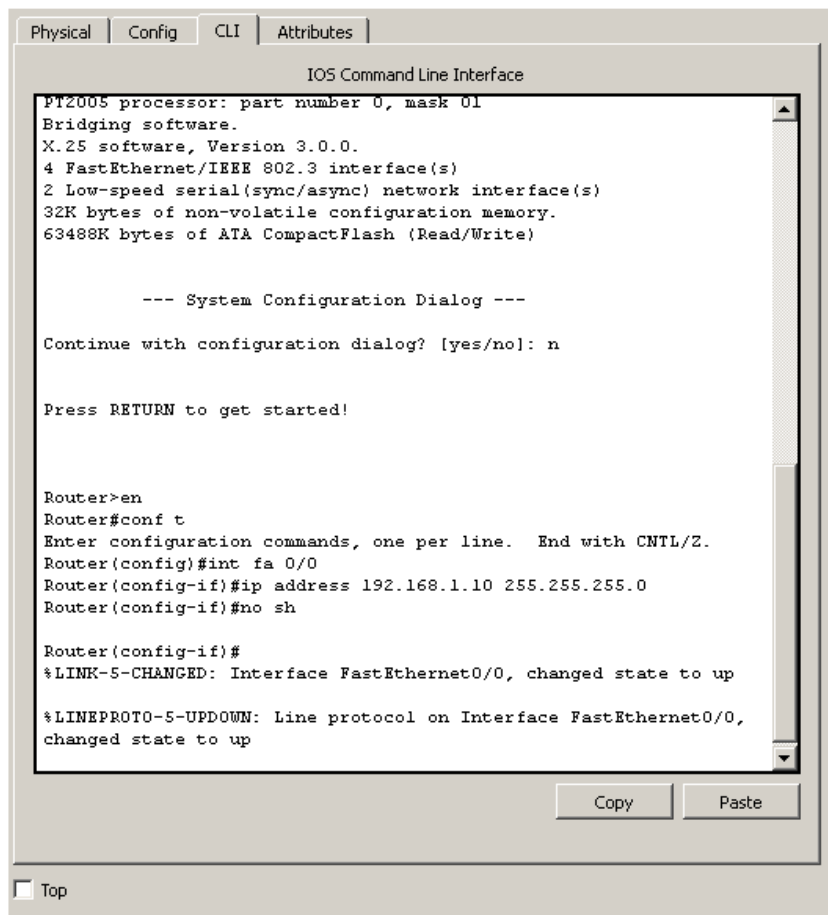 Physical
Config
CLI
Attributes
IOS Command Line Interface
PT2005 processor: part number 0, mask 01
Bridging software.
X.25 software, Version 3.0.0.
4 FastEthernet/IEEE 802.3 interface(s)
2 Low-speed serial(sync/async) network interface(s)
32K bytes of non-volatile configuration memory.
63488K bytes of ATA CompactFlash (Read/Write)
--- System Configuration Dialog ---
Continue with configuration dialog? [yes/no]: n
Press RETURN to get started!
Router>en
Router#conf t
Enter configuration commands, one per line.  End with CNTL/Z.
Router(config)#int fa 0/0
Router(config-if)#ip address 192.168.1.10 255.255.255.0
Router(config-if)#no sh
Router(config-if)#
%LINK-5-CHANGED: Interface FastEthernet0/0, changed state to up
%LINEPROTO-5-UPDOWN: Line protocol on Interface FastEthernet0/0,
changed state to up
Copy
Paste
Top